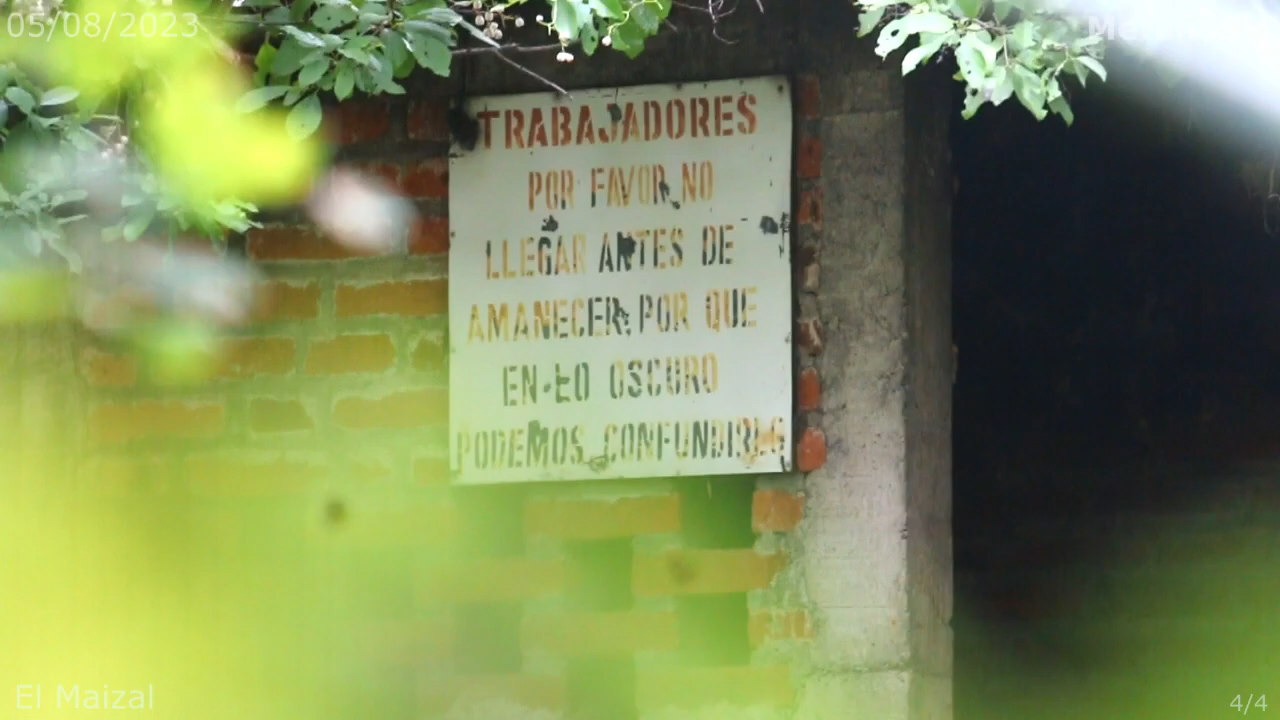 05/08/2023
TRABAJADORES
POR FAVOR NO
LLEGAR ANTES DE
AMANECER, POR QUE
EN LO OSCURO
PODEMOS CONFUNDIRLES
El Maizal
4/4